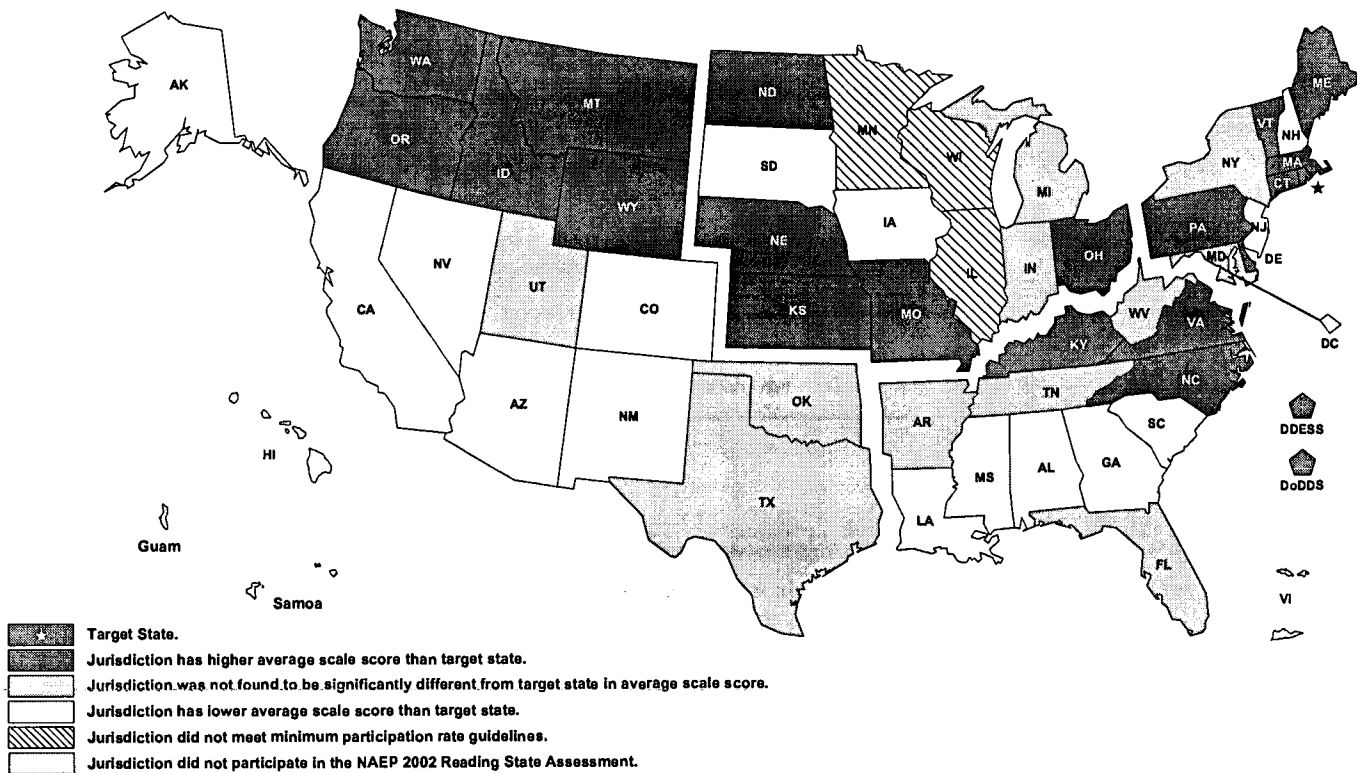 AK
WA
MT
ND
MN
ME
VT
NH
OR
ID
SD
WI
NY
MA
CT
WY
MI
IA
PA
NJ
NE
NV
UT
IN
OH
MD
DE
CO
IL
CA
KS
MO
WV
VA
KY
DC
NC
TN
OK
AZ
NM
AR
SC
DDESS
HI
MS
AL
GA
DoDDS
TX
LA
Guam
FL
Samoa
VI
Target State.
Jurisdiction has higher average scale score than target state.
Jurisdiction was not found to be significantly different from target state in average scale score.
Jurisdiction has lower average scale score than target state.
Jurisdiction did not meet minimum participation rate guidelines.
Jurisdiction did not participate in the NAEP 2002 Reading State Assessment.